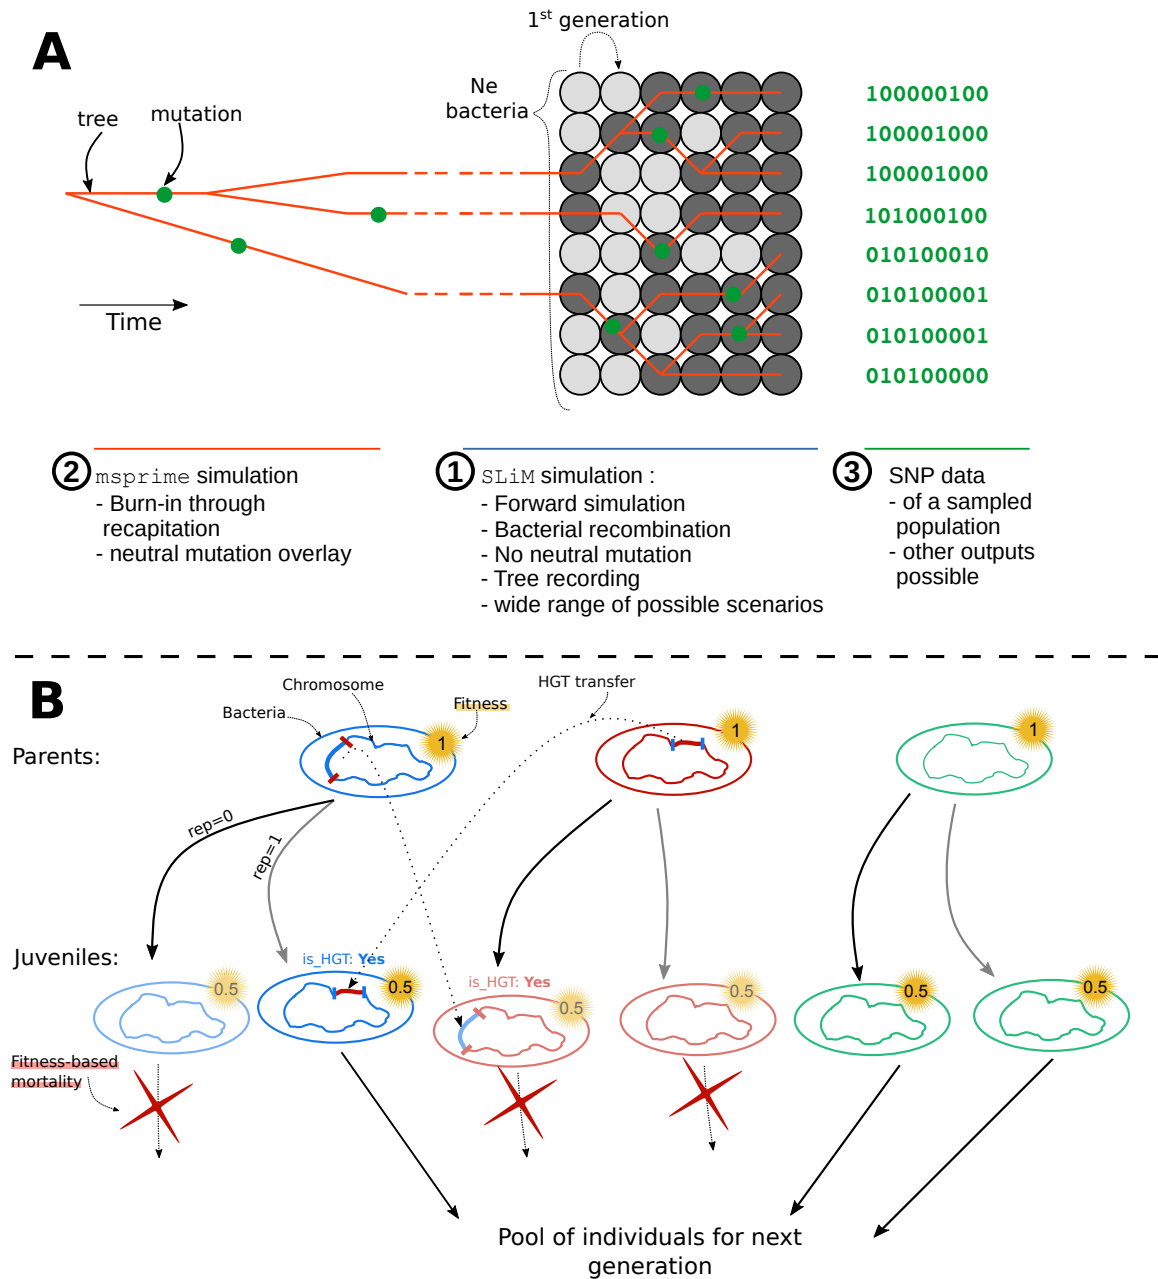 A
1st generation
Ne
bacteria
tree
mutation
Time
100000100
100001000
100001000
101000100
010100010
010100001
010100001
010100000
2
msprime simulation
- Burn-in through
recapitation
- neutral mutation overlay
1
SLiM simulation :
- Forward simulation
- Bacterial recombination
- No neutral mutation
- Tree recording
- wide range of possible scenarios
3
SNP data
- of a sampled
population
- other outputs
possible
B
Chromosome
Bacteria
Fitness
HGT transfer
Parents:
1
1
1
rep=0
rep=1
Juveniles:
is_HGT: Yes
is_HGT: Yes
0.5
0.5
0.5
0.5
0.5
0.5
Fitness-based
mortality
Pool of individuals for next
generation